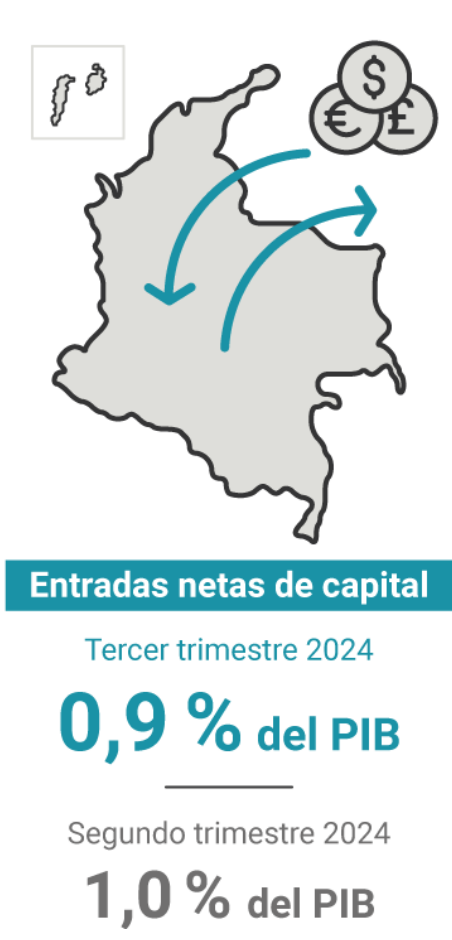 $
€ £
Entradas netas de capital
Tercer trimestre 2024
0,9 % del PIB
Segundo trimestre 2024
1,0 % del PIB